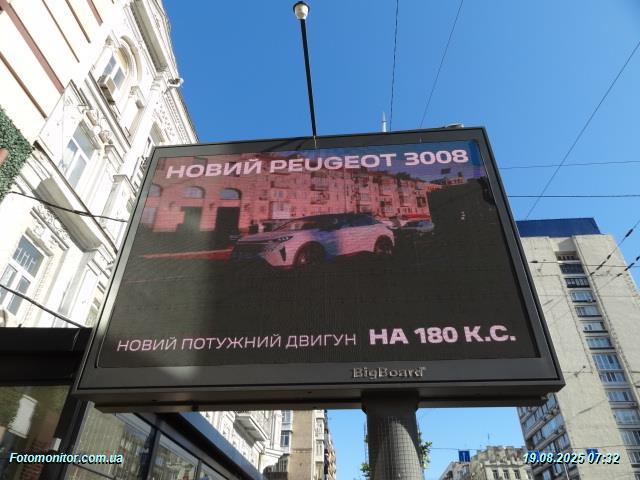 НОВИЙ PEUGEOT 3008
НОВИЙ ПОТУЖНИЙ ДВИГУН НА 180 К.С.
BigBoard
Fotomonitor.com.ua
19.08.2025 07:32